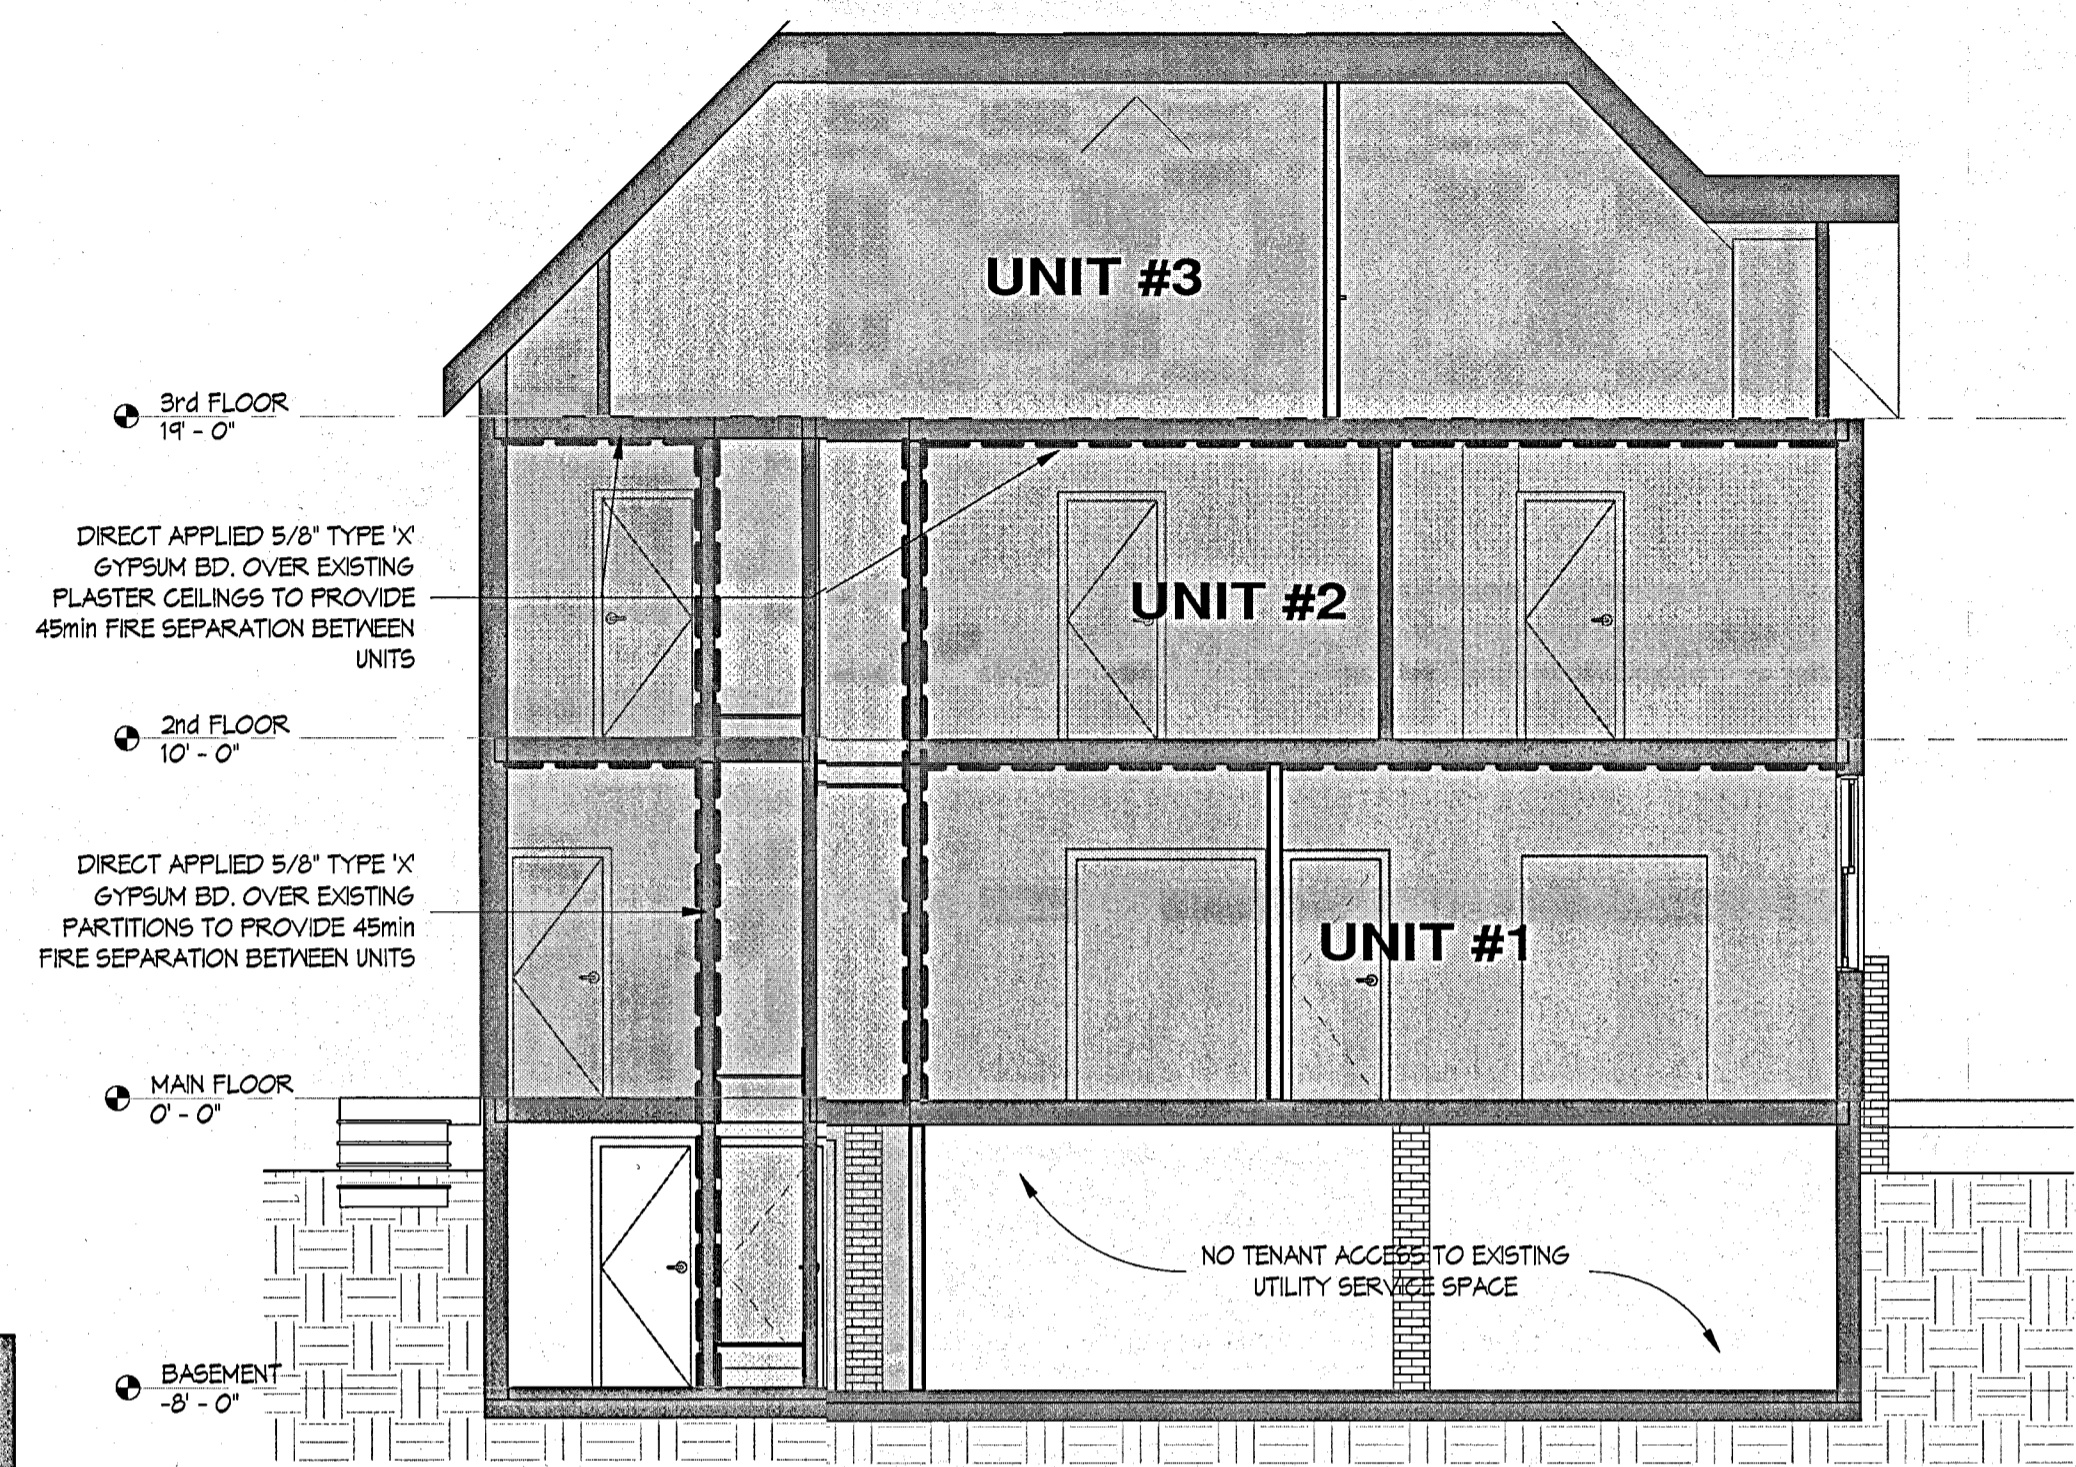 UNIT #3
3rd FLOOR
19' - 0"
DIRECT APPLIED 5/8" TYPE 'X'
GYPSUM BD. OVER EXISTING
PLASTER CEILINGS TO PROVIDE
45min FIRE SEPARATION BETWEEN
UNITS
UNIT #2
2nd FLOOR
10' - 0"
DIRECT APPLIED 5/8" TYPE 'X'
GYPSUM BD. OVER EXISTING
PARTITIONS TO PROVIDE 45min
FIRE SEPARATION BETWEEN UNITS
UNIT #1
MAIN FLOOR
0' - 0"
NO TENANT ACCESS TO EXISTING
UTILITY SERVICE SPACE
BASEMENT
-8' - 0"